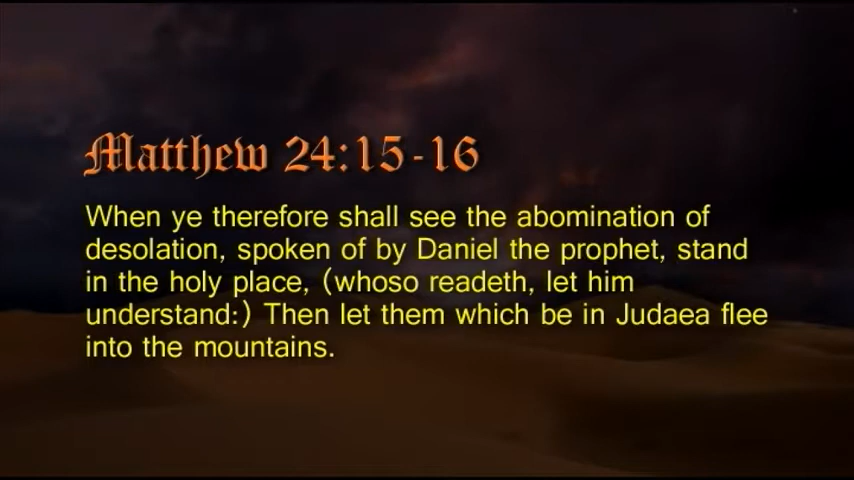 Matthew 24:15-16
When ye therefore shall see the abomination of
desolation, spoken of by Daniel the prophet, stand
in the holy place, (whoso readeth, let him
understand:) Then let them which be in Judaea flee
into the mountains.